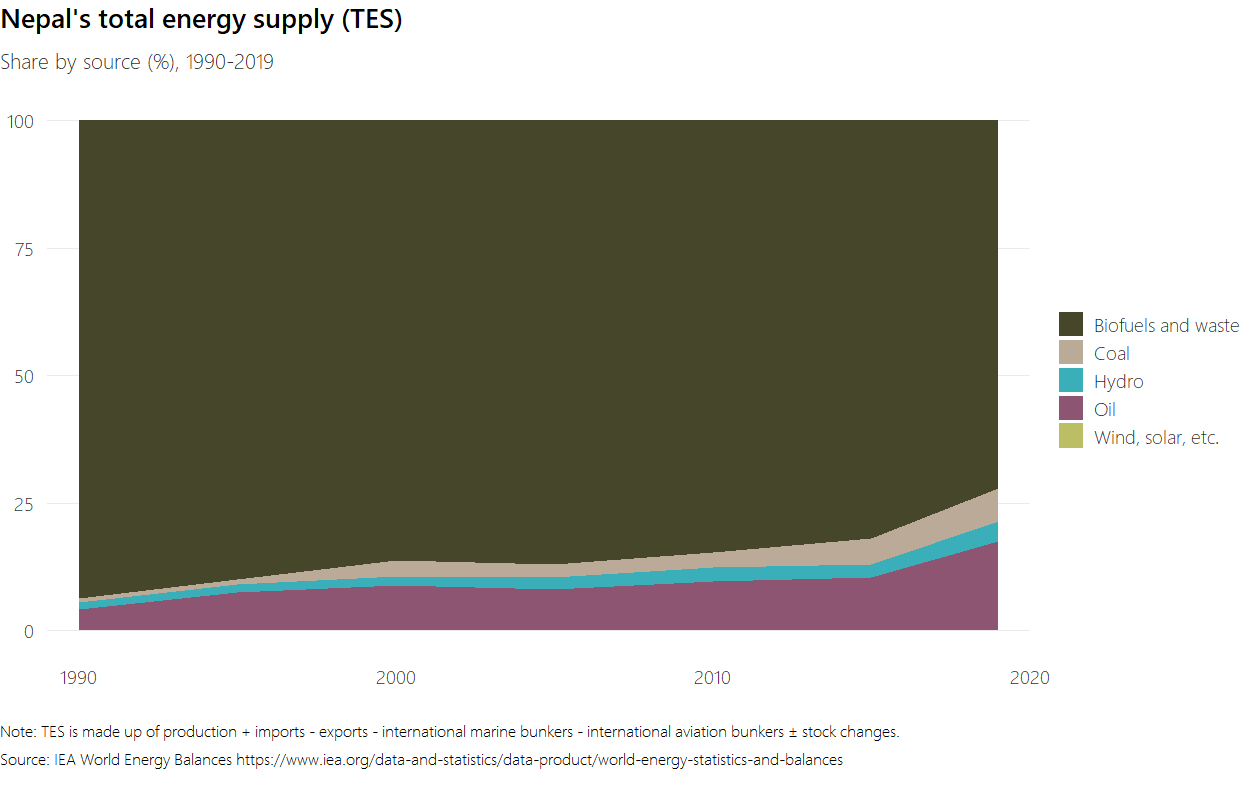 Nepal's total energy supply (TES)
Share by source (%), 1990-2019
100
75
50
25
0
1990 2000 2010 2020
Biofuels and waste
Coal
Hydro
Oil
Wind, solar, etc.
Note: TES is made up of production + imports - exports - international marine bunkers - international aviation bunkers ± stock changes.
Source: IEA World Energy Balances https://www.iea.org/data-and-statistics/data-product/world-energy-statistics-and-balances